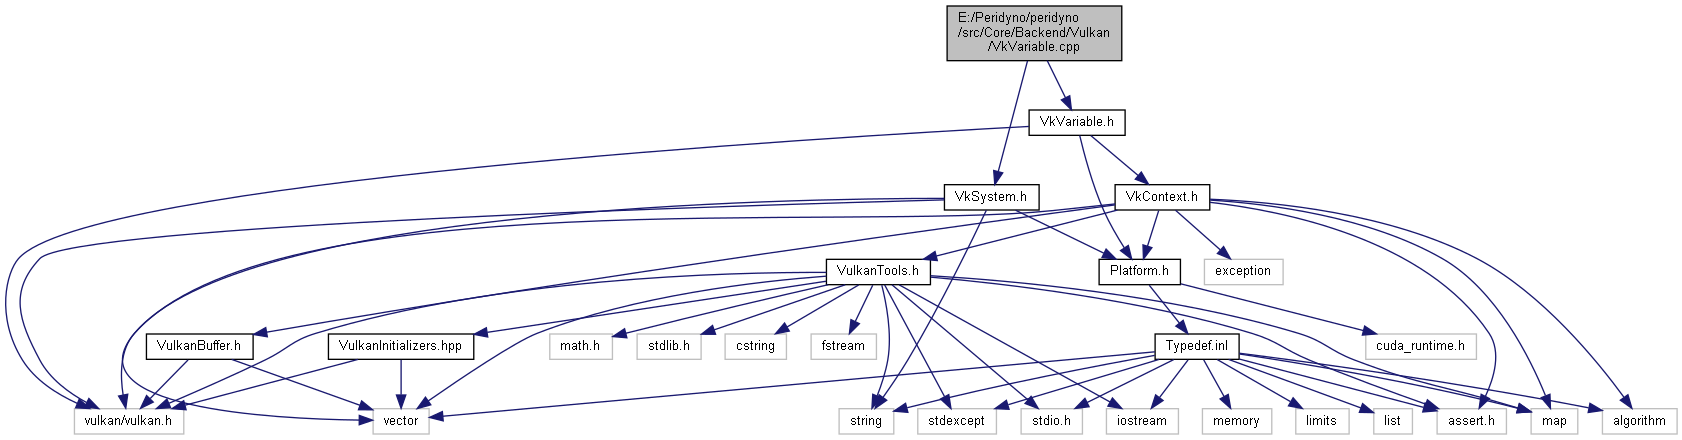 E:/Peridyno/peridyno
/src/Core/Backend/Vulkan
/VkVariable.cpp
VkVariable.h
VkSystem.h
VkContext.h
VulkanTools.h
Platform.h
exception
VulkanBuffer.h
VulkanInitializers.hpp
math.h
stdlib.h
cstring
fstream
Typedef.inl
cuda_runtime.h
vulkan/vulkan.h
vector
string
stdexcept
stdio.h
iostream
memory
limits
list
assert.h
map
algorithm